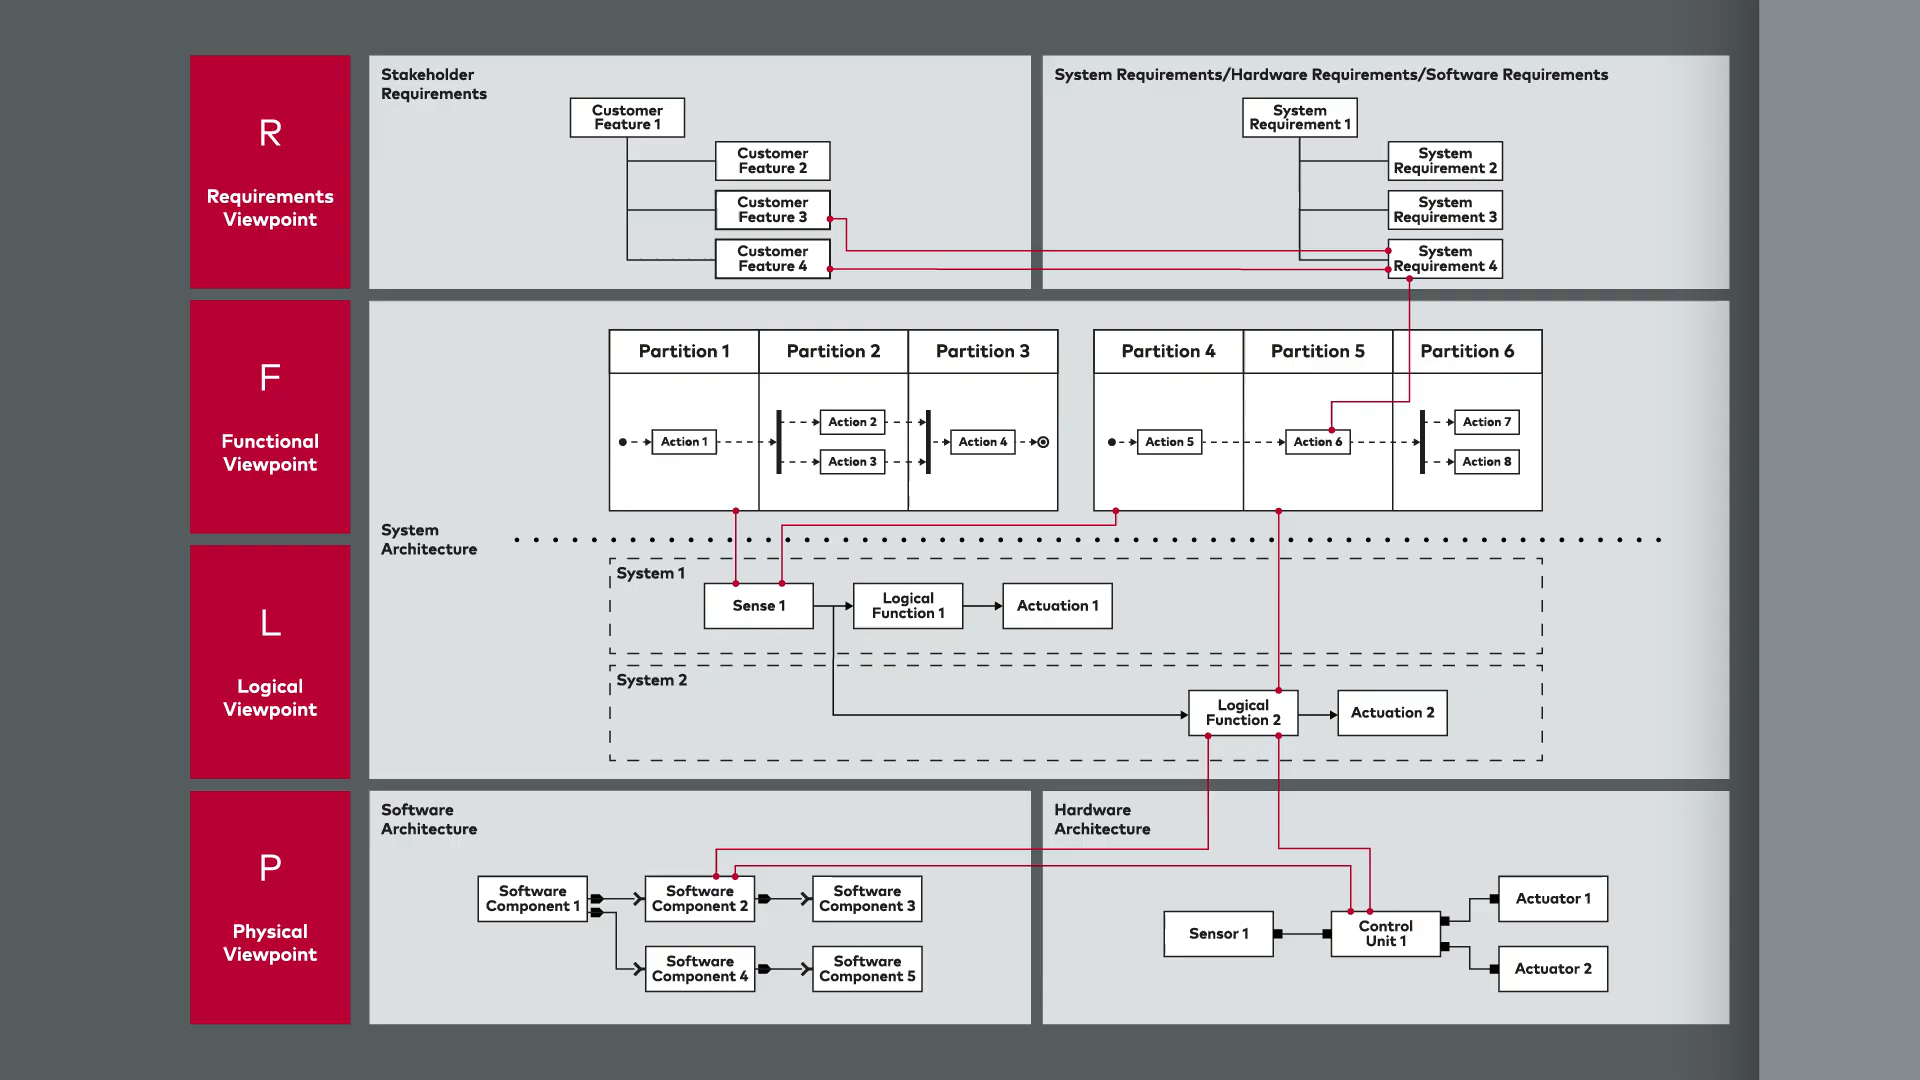 R
Requirements
Viewpoint
Stakeholder
Requirements
Customer
Feature 1
Customer
Feature 2
Customer
Feature 3
Customer
Feature 4
System Requirements/Hardware Requirements/Software Requirements
System
Requirement 1
System
Requirement 2
System
Requirement 3
System
Requirement 4
F
Functional
Viewpoint
Partition 1
Partition 2
Partition 3
Action 1
Action 2
Action 3
Action 4
Partition 4
Partition 5
Partition 6
Action 5
Action 6
Action 7
Action 8
System
Architecture
L
Logical
Viewpoint
System 1
Sense 1
Logical
Function 1
Actuation 1
System 2
Logical
Function 2
Actuation 2
P
Physical
Viewpoint
Software
Architecture
Software
Component 1
Software
Component 2
Software
Component 3
Software
Component 4
Software
Component 5
Hardware
Architecture
Sensor 1
Control
Unit 1
Actuator 1
Actuator 2